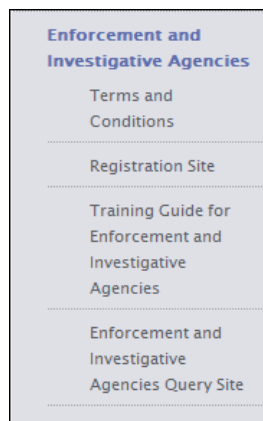 Enforcement and
Investigative Agencies
Terms and
Conditions
Registration Site
Training Guide for
Enforcement and
Investigative
Agencies
Enforcement and
Investigative
Agencies Query Site